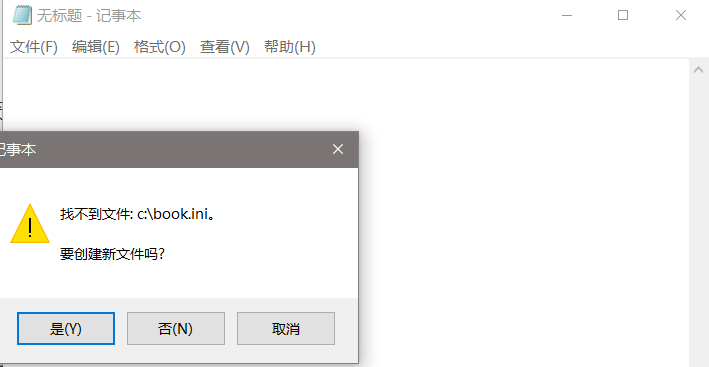 无标题 - 记事本
文件(F) 编辑(E) 格式(O) 查看(V) 帮助(H)
记事本
找不到文件: c:\book.ini。
要创建新文件吗?
是(Y) 否(N) 取消